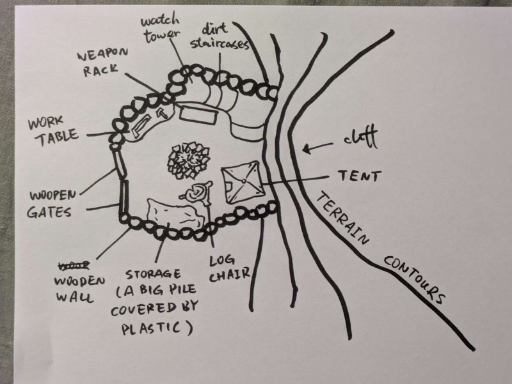 watch
tower
dirt
staircases
WEAPON
RACK
WORK
TABLE
cliff
TENT
WOODEN
GATES
TERRAIN CONTOURS
WOODEN
WALL
STORAGE
(A BIG PILE
COVERED BY
PLASTIC)
LOG
CHAIR